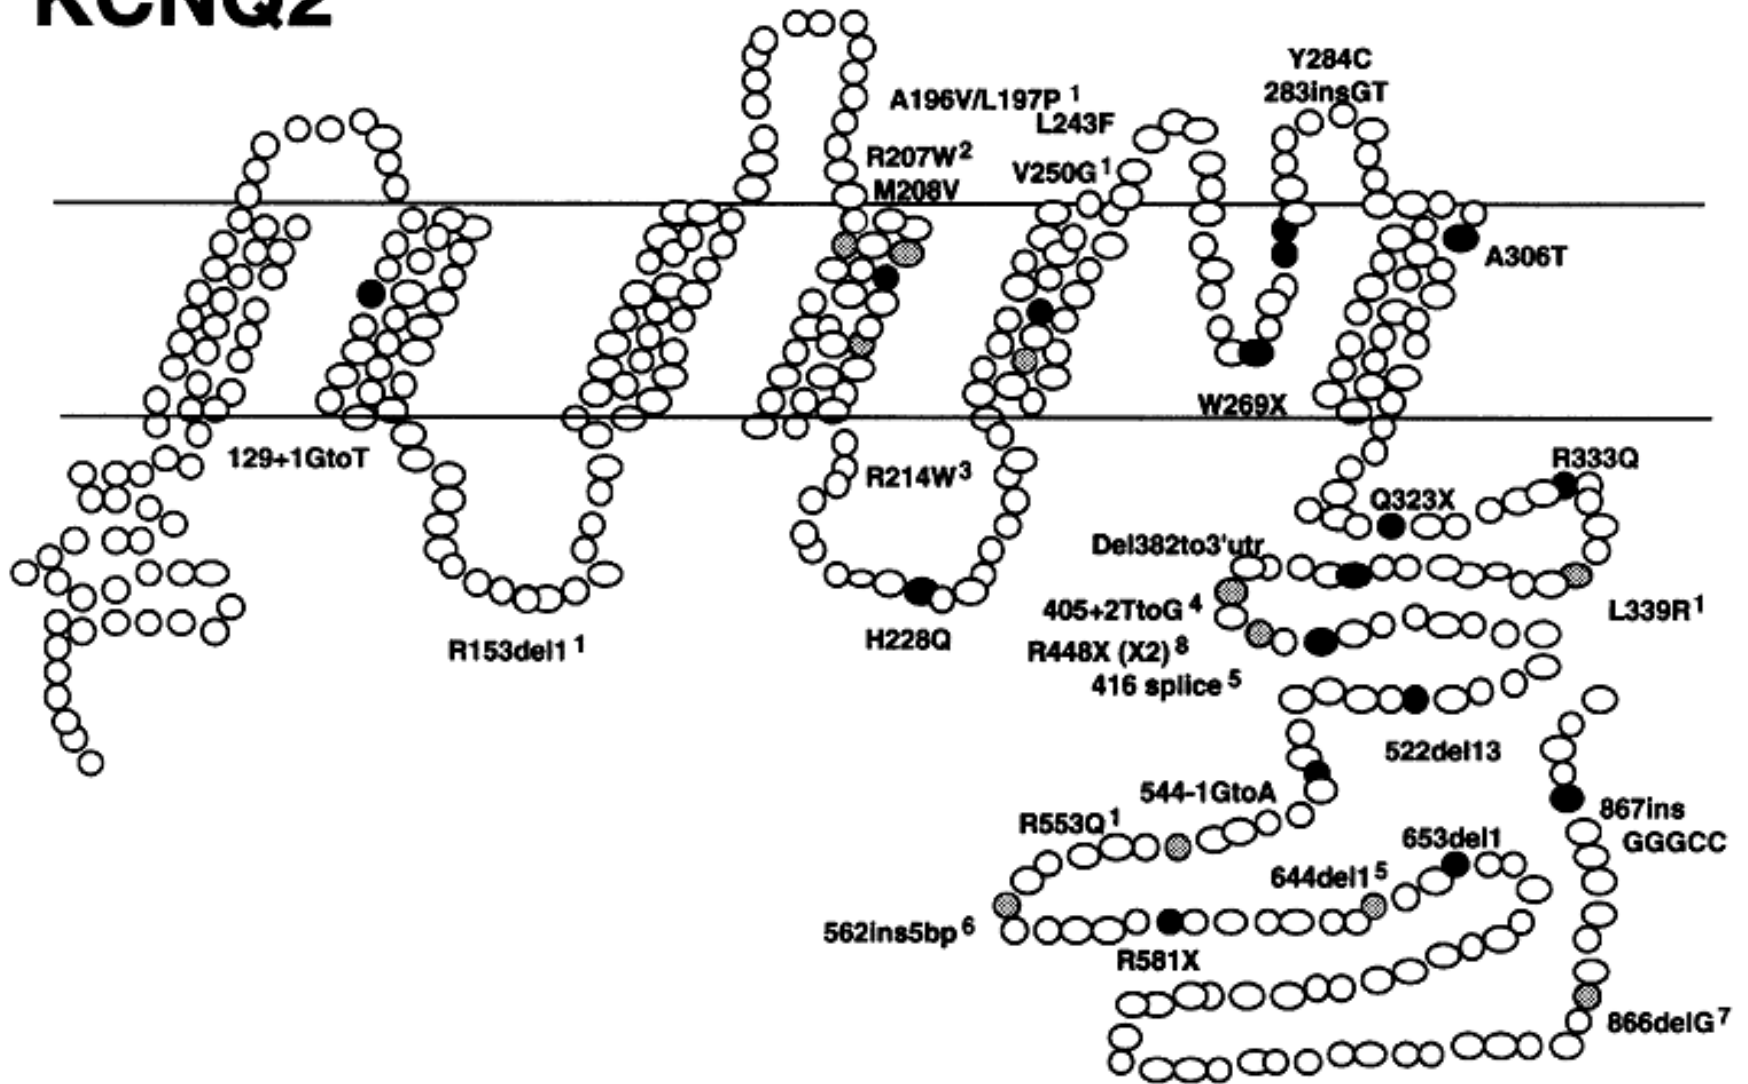 KCNQ2
Y284C
283insGT
A196V/L197P 1
L243F
R207W 2
V250G 1
M208V
A306T
W269X
129+1GtoT
R333Q
R214W 3
Q323X
Del382to3'utr
405+2TtoG 4
L339R 1
R153del1 1
H228Q
R448X (X2) 8
416 splice 5
522del13
544-1GtoA
867ins
GGGCC
R553Q 1
653del1
644del1 5
562ins5bp 6
R581X
866delG 7